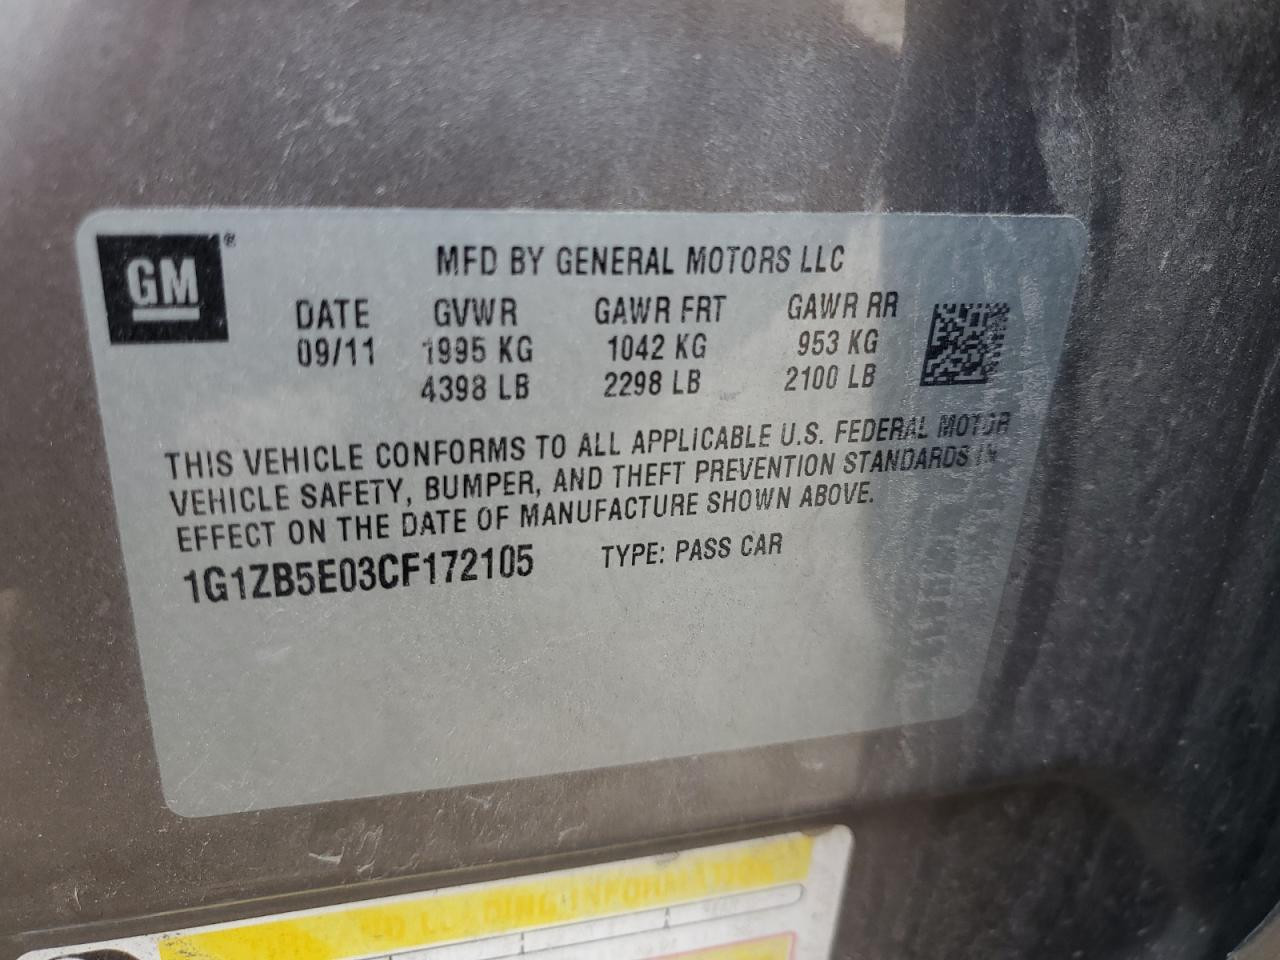 GM®
MFD BY GENERAL MOTORS LLC
DATE GVWR GAWR FRT GAWR RR
09/11 1995 KG 1042 KG 953 KG
4398 LB 2298 LB 2100 LB
THIS VEHICLE CONFORMS TO ALL APPLICABLE U.S. FEDERAL MOTOR
VEHICLE SAFETY, BUMPER, AND THEFT PREVENTION STANDARDS IN
EFFECT ON THE DATE OF MANUFACTURE SHOWN ABOVE.
1G1ZB5E03CF172105 TYPE: PASS CAR
LOADING INFORMATION